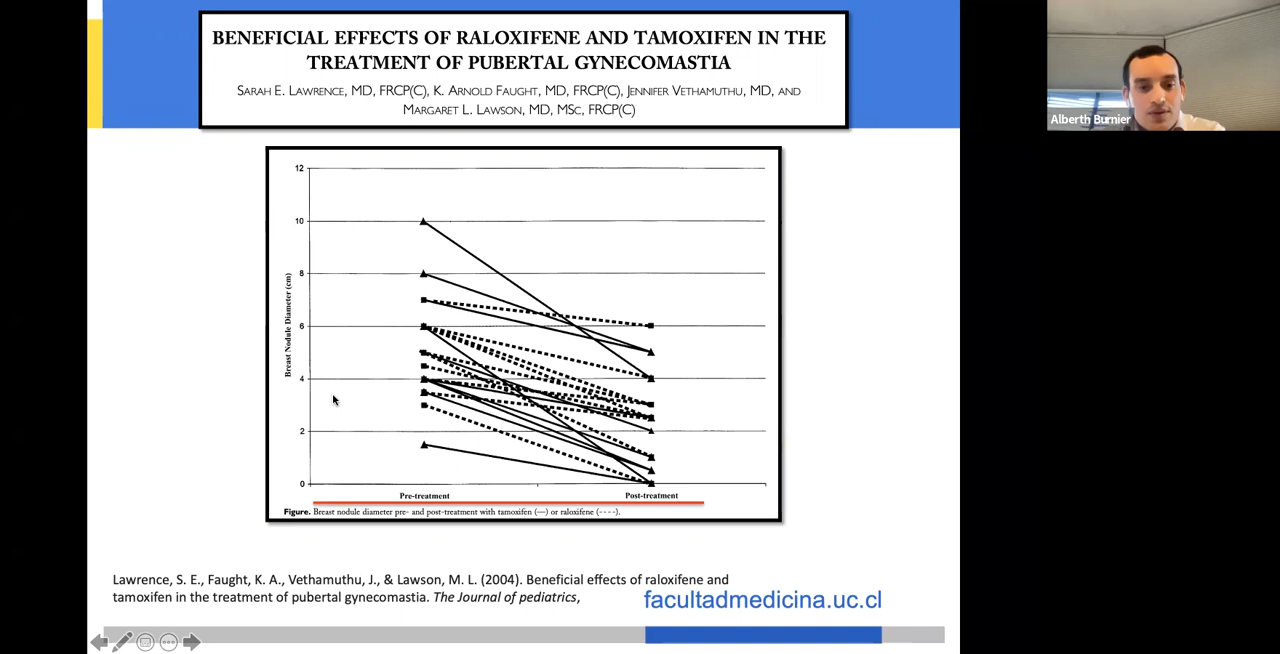 BENEFICIAL EFFECTS OF RALOXIFENE AND TAMOXIFEN IN THE
TREATMENT OF PUBERTAL GYNECOMASTIA
SARAH E. LAWRENCE, MD, FRCP(C), K. ARNOLD FAUGHT, MD, FRCP(C), JENNIFER VETHAMUTHU, MD, AND
MARGARET L. LAWSON, MD, MSC, FRCP(C)
Alberth Burnier
12
10
8
6
4
2
0
Breast Nodule Diameter (cm)
Pre-treatment
Post-treatment
Figure. Breast nodule diameter pre- and post-treatment with tamoxifen (—) or raloxifene (----).
Lawrence, S. E., Faught, K. A., Vethamuthu, J., & Lawson, M. L. (2004). Beneficial effects of raloxifene and
tamoxifen in the treatment of pubertal gynecomastia. The Journal of pediatrics,
facultadmedicina.uc.cl